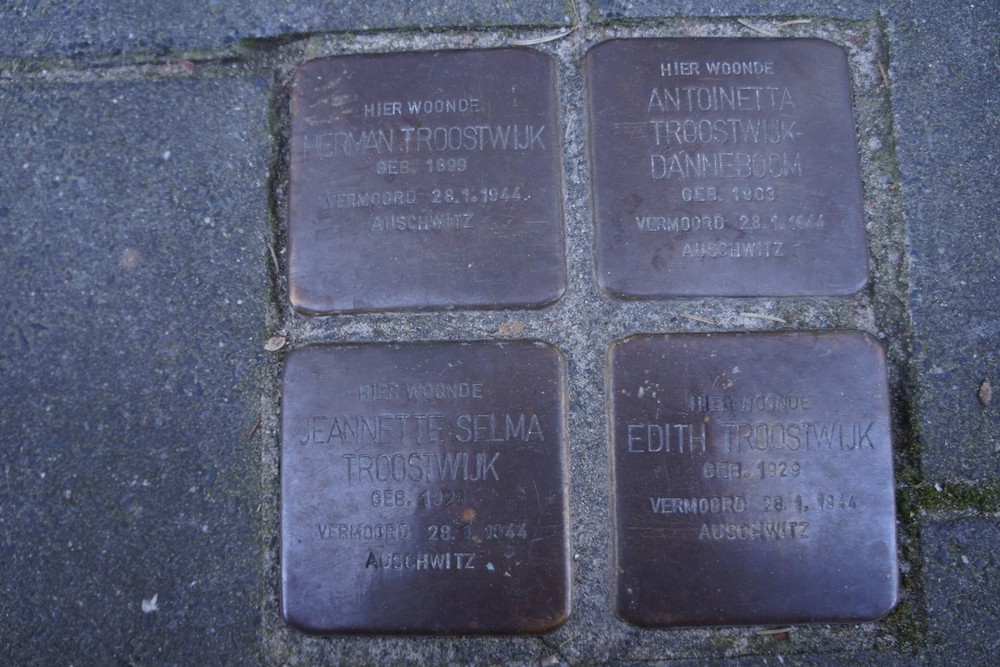 HIER WOONDE
HERMAN TROOSTWIJK
GEB. 1899
VERMOORD 28.1.1944
AUSCHWITZ
HIER WOONDE
ANTOINETTA
TROOSTWIJK-
DANNEBOOM
GEB. 1903
VERMOORD 28.1.1944
AUSCHWITZ
HIER WOONDE
JEANNETTE SELMA
TROOSTWIJK
GEB.
VERMOORD 28.1.1944
AUSCHWITZ
HIER WOONDE
EDITH TROOSTWIJK
GEB. 1929
VERMOORD 28.1.1944
AUSCHWITZ